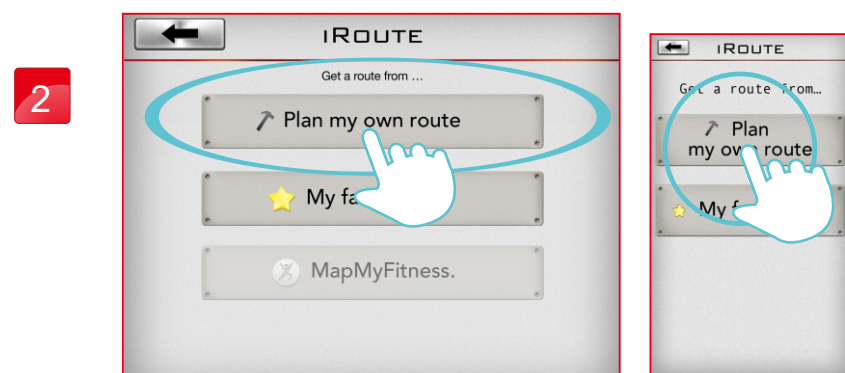 2
iRoute
Get a route from ...
Plan my own route
My fa
MapMyFitness.
iRoute
Get a route from…
Plan
my own route
My f